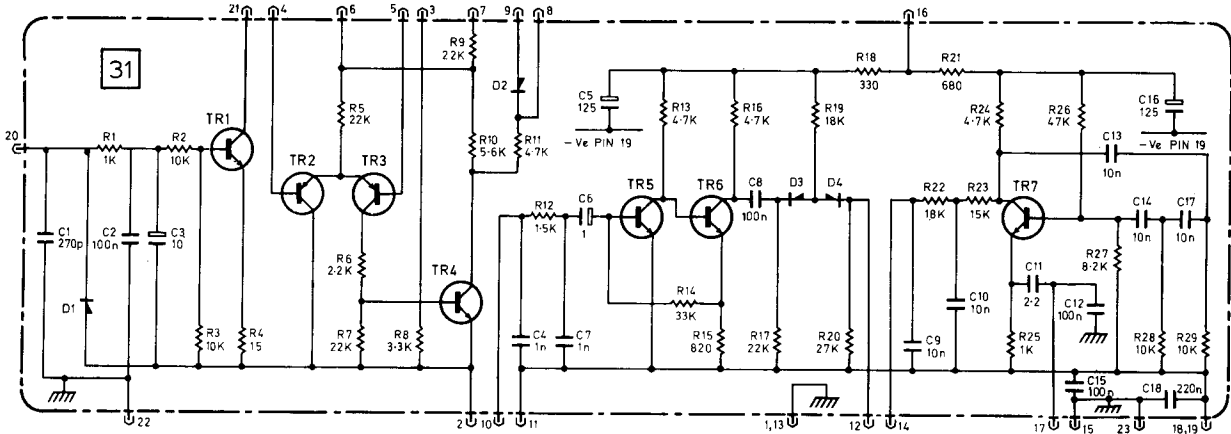 21 4 6 5 3 7 9 8 16
31
20
R1
1K
R2
10K
TR1
C1
270p
C2
100n
C3
10
D1
R3
10K
R4
15
22
R5
22K
TR2
TR3
R6
2.2K
R7
22K
R8
3.3K
TR4
R9
22K
R10
5.6K
D2
R11
4.7K
2
10
11
C5
125
-Ve PIN 19
R13
4.7K
R16
4.7K
R19
18K
R18
330
R21
680
R12
1.5K
C6
1
TR5
TR6
C8
100n
D3
D4
R14
33K
C4
1n
C7
1n
R15
820
R17
22K
R20
27K
1,13
12
14
R24
4.7K
R26
47K
C16
125
-Ve PIN 19
C13
10n
R22
18K
R23
15K
TR7
C14
10n
C17
10n
R27
8.2K
C11
2·2
C12
100n
C10
10n
C9
10n
R25
1K
R28
10K
R29
10K
C15
100n
C18
220n
17
15
23
18,19